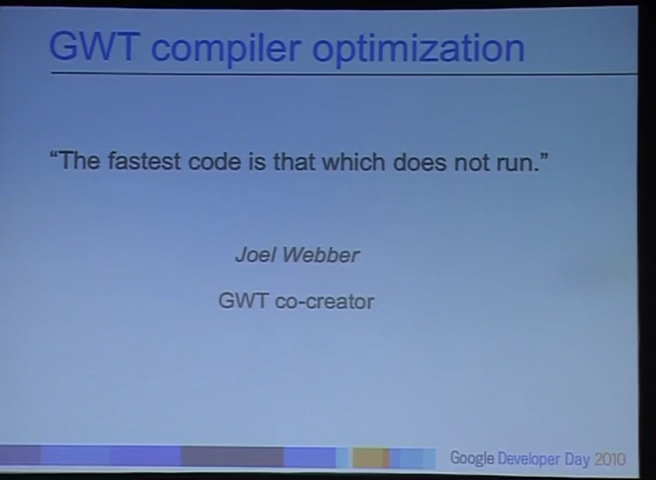 GWT compiler optimization
“The fastest code is that which does not run.”
Joel Webber
GWT co-creator
Google Developer Day 2010